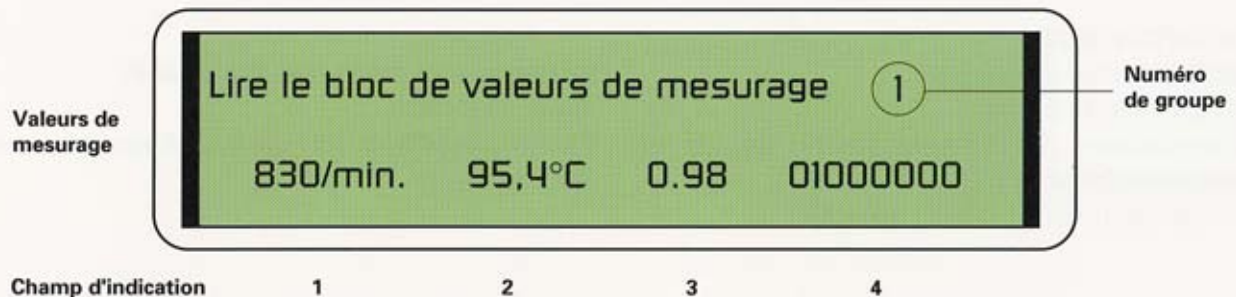 Lire le bloc de valeurs de mesurage 1
Numéro
de groupe
Valeurs de
mesurage
830/min. 95,4°C 0.98 01000000
Champ d'indication 1 2 3 4